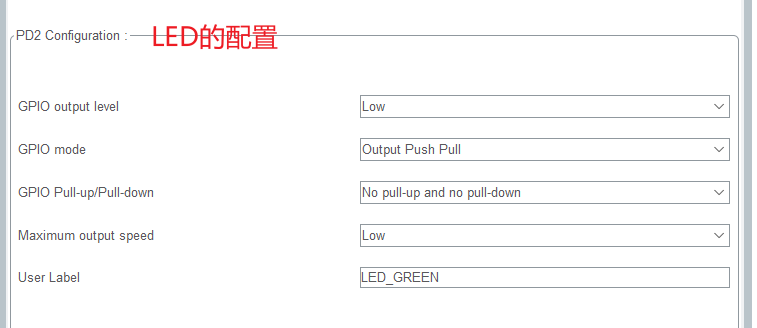 PD2 Configuration : LED的配置
GPIO output level Low
GPIO mode Output Push Pull
GPIO Pull-up/Pull-down No pull-up and no pull-down
Maximum output speed Low
User Label LED_GREEN